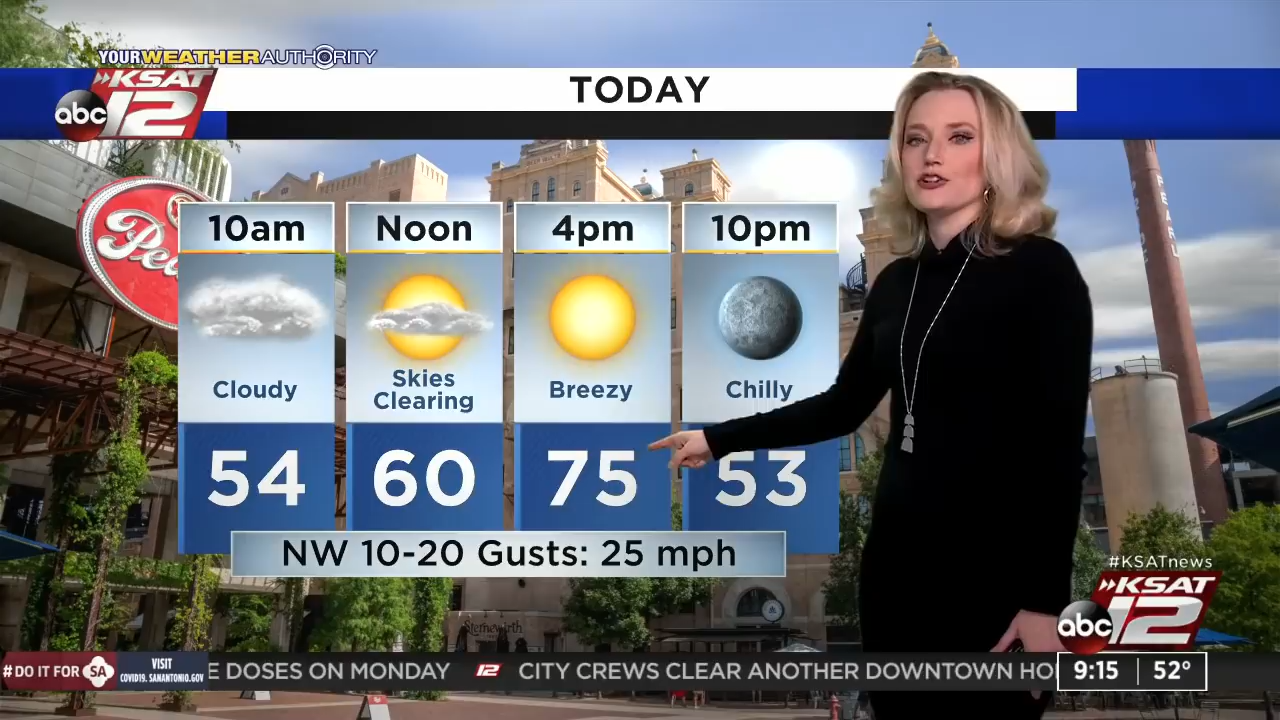 YOUR WEATHER AUTHORITY
KSAT
abc 12
TODAY
10am
Noon
4pm
10pm
Cloudy
Skies
Clearing
Breezy
Chilly
54
60
75
53
NW 10-20 Gusts: 25 mph
PEARL
#KSATnews
KSAT
abc 12
#DO IT FOR SA
VISIT
COVID19.SANANTONIO.GOV
E DOSES ON MONDAY 12 CITY CREWS CLEAR ANOTHER DOWNTOWN HO
9:15 52°